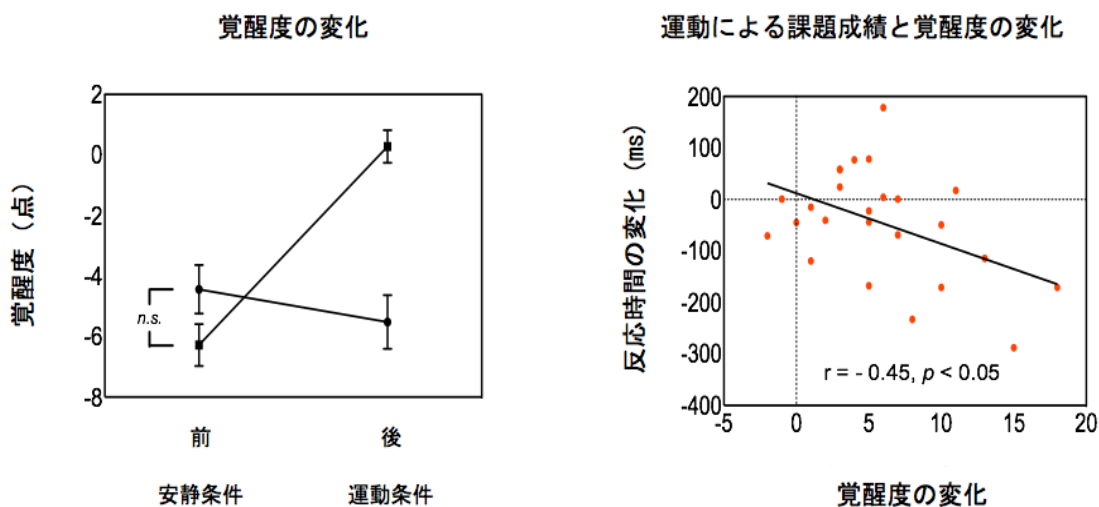 覚醒度の変化
覚醒度（点）
2
0
-2
-4
-6
-8
n.s.
前
後
安静条件
運動条件
運動による課題成績と覚醒度の変化
反応時間の変化（ms）
200
100
0
-100
-200
-300
-400
r = - 0.45, p < 0.05
-5
0
5
10
15
20
覚醒度の変化